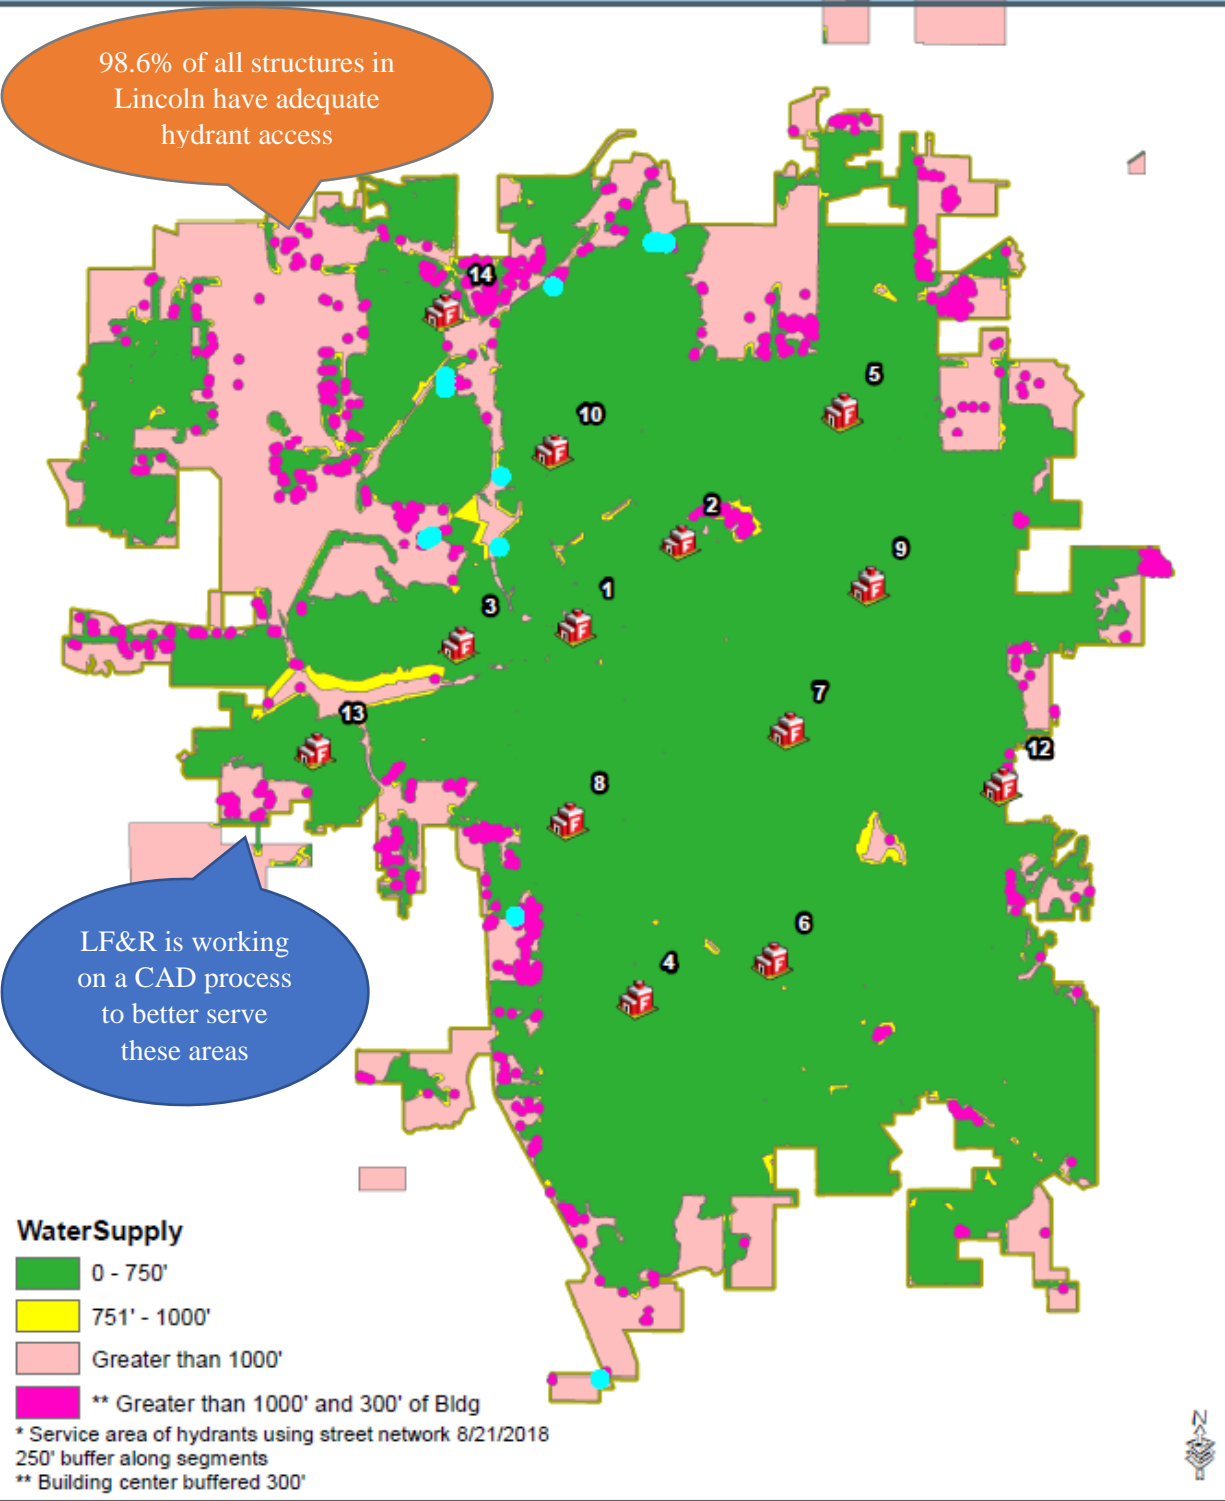 98.6% of all structures in
Lincoln have adequate
hydrant access
14
5
10
2
9
1
3
7
13
12
8
6
4
LF&R is working
on a CAD process
to better serve
these areas
WaterSupply
0 - 750'
751' - 1000'
Greater than 1000'
** Greater than 1000' and 300' of Bldg
* Service area of hydrants using street network 8/21/2018
250' buffer along segments
** Building center buffered 300'
N